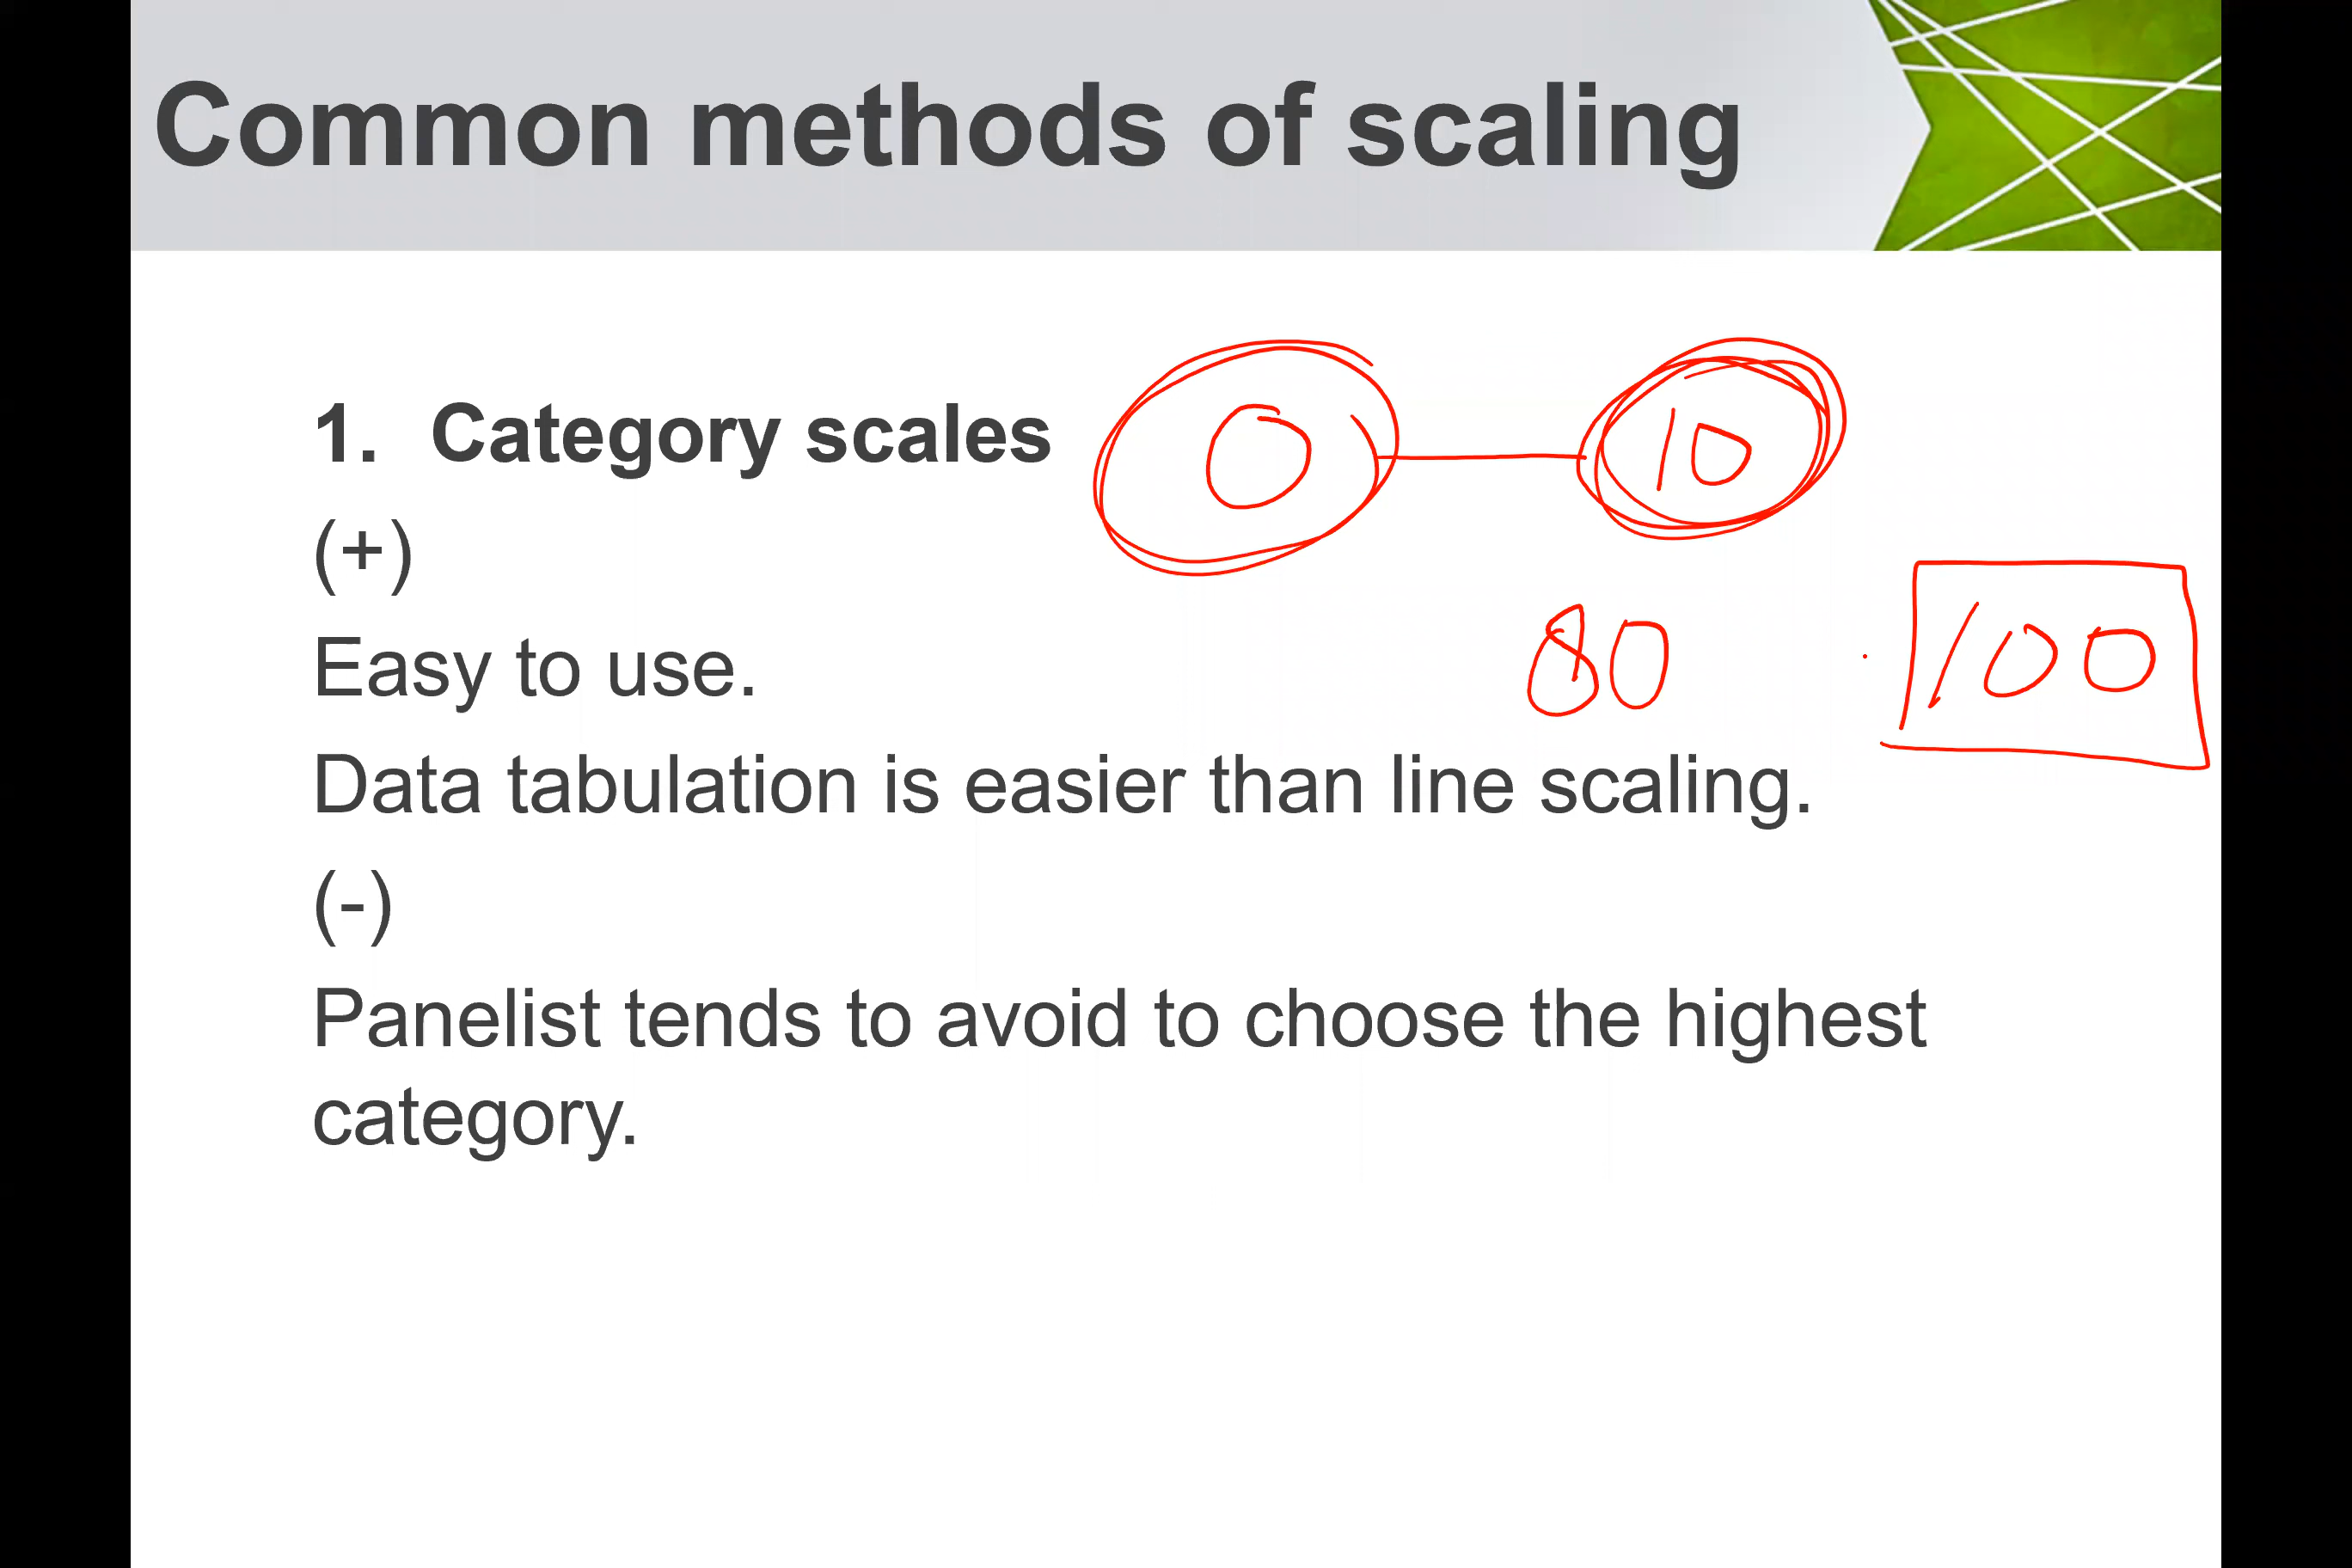 Common methods of scaling
1. Category scales
0 10
(+)
80 100
Easy to use.
Data tabulation is easier than line scaling.
(-)
Panelist tends to avoid to choose the highest
category.